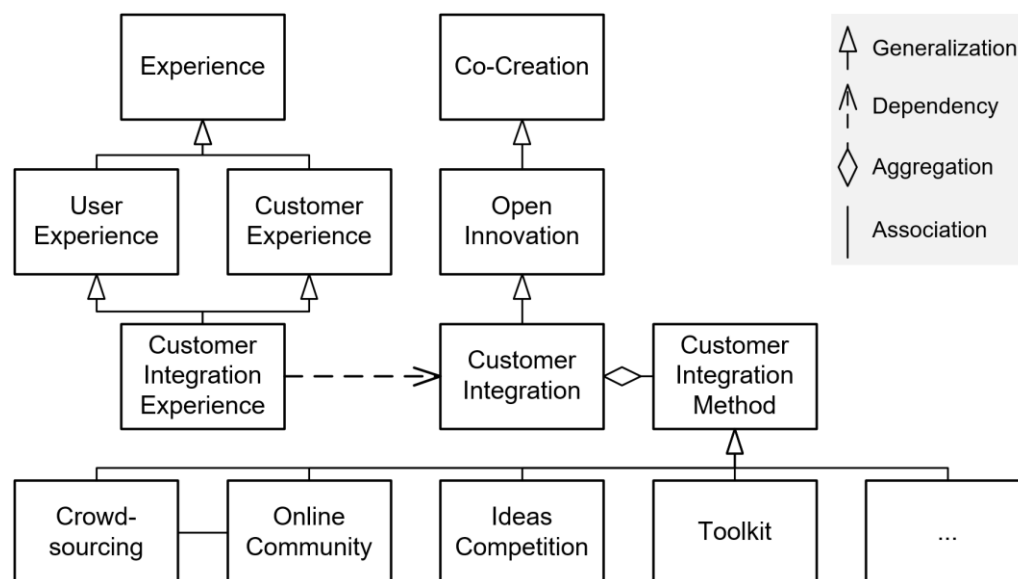 Experience
Co-Creation
Generalization
Dependency
Aggregation
Association
User
Experience
Customer
Experience
Open
Innovation
Customer
Integration
Experience
Customer
Integration
Customer
Integration
Method
Crowd-
sourcing
Online
Community
Ideas
Competition
Toolkit
...